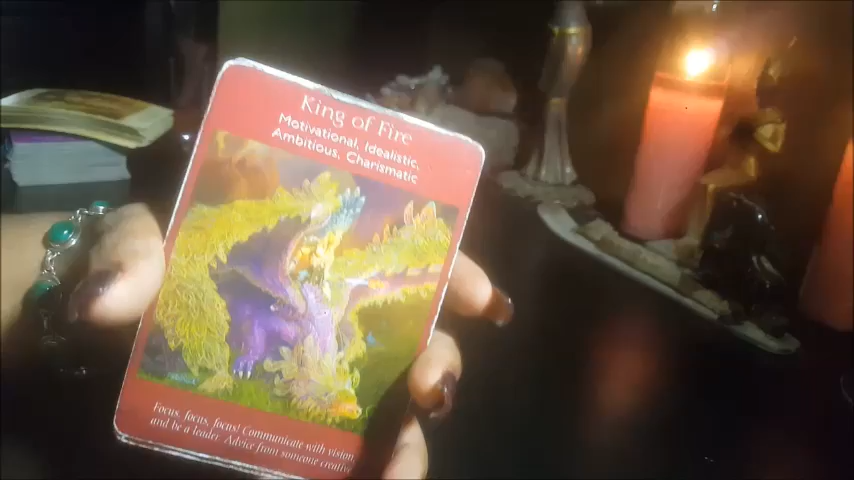 King of Fire
Motivational, Idealistic,
Ambitious, Charismatic
Focus, focus, focus! Communicate with vision,
and be a leader. Advice from someone creative